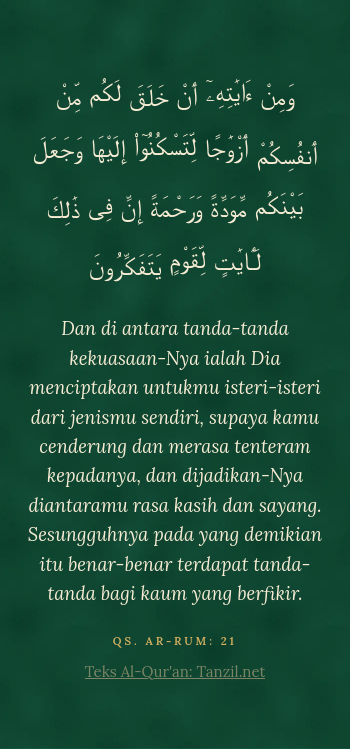 وَمِنْ ءَايَٰتِهِۦٓ أَنْ خَلَقَ لَكُم مِّنْ
أَنفُسِكُمْ أَزْوَٰجًا لِّتَسْكُنُوٓا۟ إِلَيْهَا وَجَعَلَ
بَيْنَكُم مَّوَدَّةً وَرَحْمَةً إِنَّ فِى ذَٰلِكَ
لَـَٔايَٰتٍ لِّقَوْمٍ يَتَفَكَّرُونَ
Dan di antara tanda-tanda
kekuasaan-Nya ialah Dia
menciptakan untukmu isteri-isteri
dari jenismu sendiri, supaya kamu
cenderung dan merasa tenteram
kepadanya, dan dijadikan-Nya
diantaramu rasa kasih dan sayang.
Sesungguhnya pada yang demikian
itu benar-benar terdapat tanda-
tanda bagi kaum yang berfikir.
QS. AR-RUM: 21
Teks Al-Qur'an: Tanzil.net